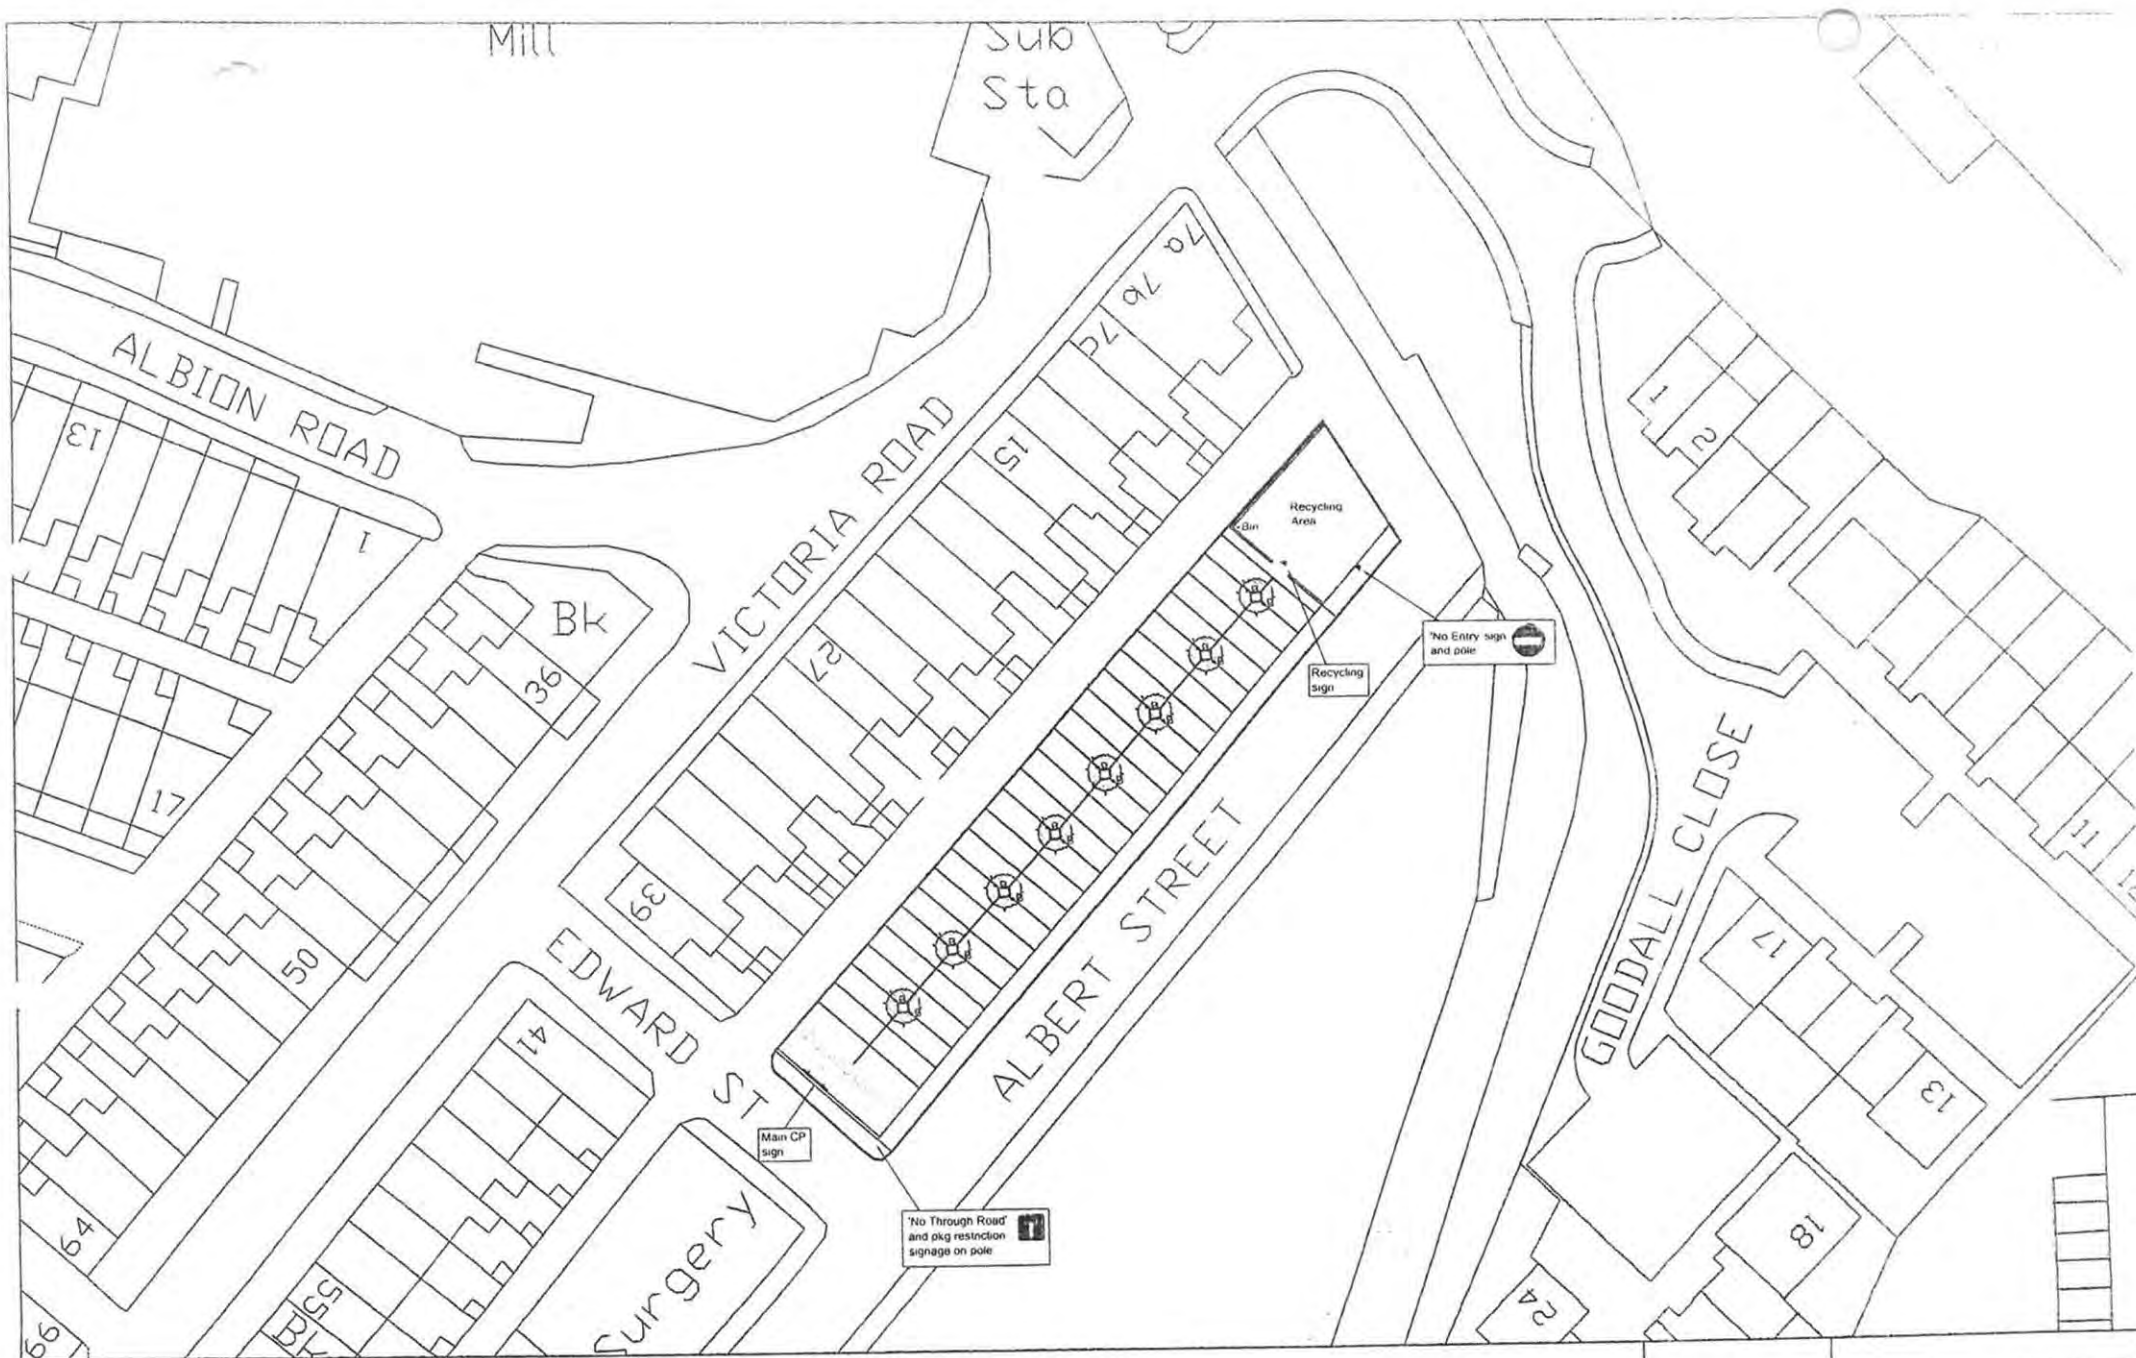 Mill
Sub
Sta
ALBION ROAD
13
1
VICTORIA ROAD
7a
7b
7c
15
27
39
Bk
36
50
64
66
17
EDWARD ST
41
55
Surgery
ALBERT STREET
Recycling
Area
Bin
Recycling
sign
'No Entry sign
and pole
Main CP
sign
'No Through Road'
and pkg restriction
signage on pole
GOODALL CLOSE
1
2
11
17
13
18
24